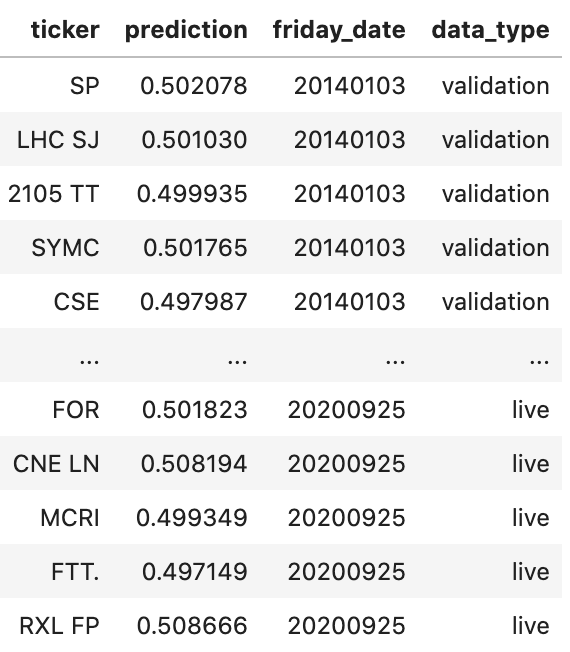 ticker prediction friday_date data_type
SP 0.502078 20140103 validation
LHC SJ 0.501030 20140103 validation
2105 TT 0.499935 20140103 validation
SYMC 0.501765 20140103 validation
CSE 0.497987 20140103 validation
... ... ... ...
FOR 0.501823 20200925 live
CNE LN 0.508194 20200925 live
MCRI 0.499349 20200925 live
FTT. 0.497149 20200925 live
RXL FP 0.508666 20200925 live